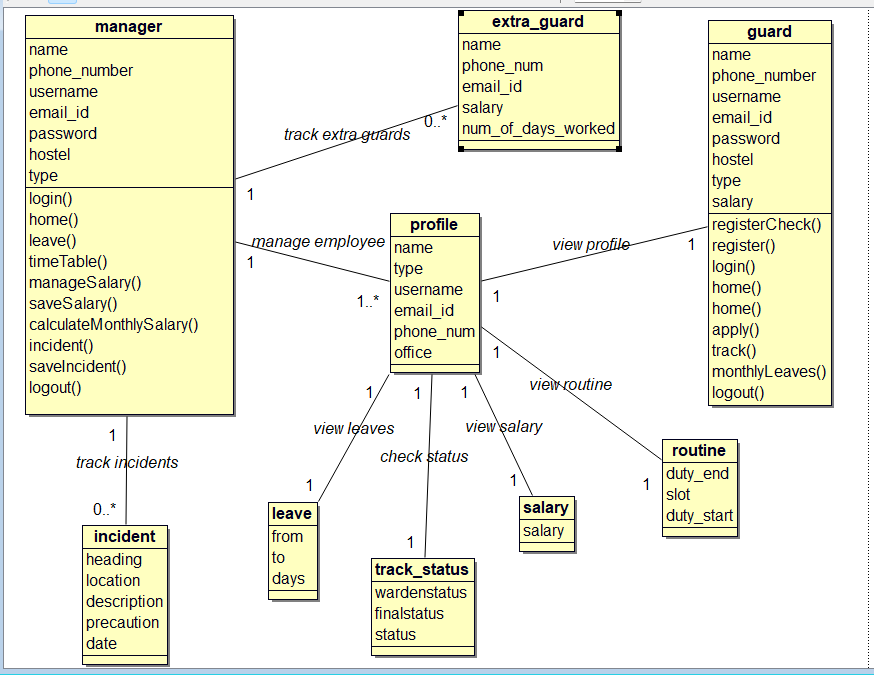 manager
name
phone_number
username
email_id
password
hostel
type
login()
home()
leave()
timeTable()
manageSalary()
saveSalary()
calculateMonthlySalary()
incident()
saveIncident()
logout()
extra_guard
name
phone_num
email_id
salary
num_of_days_worked
guard
name
phone_number
username
email_id
password
hostel
type
salary
registerCheck()
register()
login()
home()
home()
apply()
track()
monthlyLeaves()
logout()
track extra guards
0..*
1
manage employee
1
1..*
profile
name
type
username
email_id
phone_num
office
view profile
1
1
1
view routine
1
1
view leaves
1
1
check status
1
1
view salary
1
1
track incidents
0..*
incident
heading
location
description
precaution
date
leave
from
to
days
track_status
wardenstatus
finalstatus
status
salary
salary
routine
duty_end
slot
duty_start